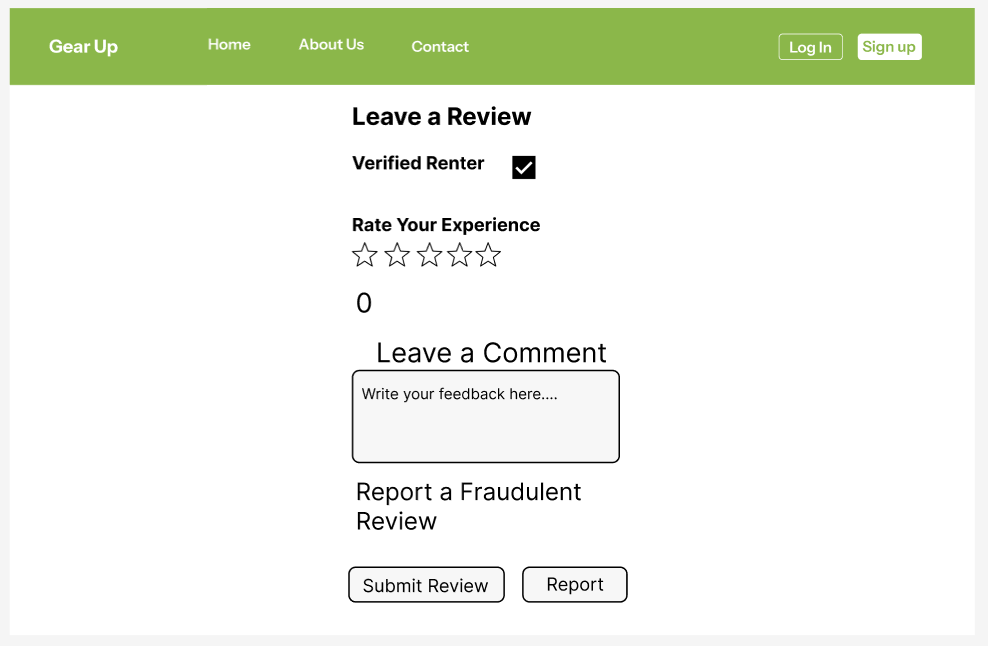 Gear Up Home About Us Contact Log In Sign up
Leave a Review
Verified Renter
Rate Your Experience
0
Leave a Comment
Write your feedback here....
Report a Fraudulent
Review
Submit Review Report